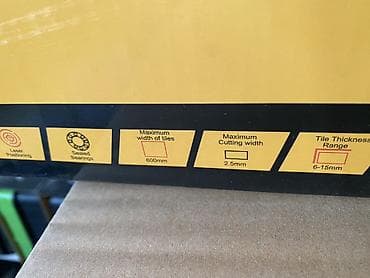 Laser
Positioning
Sealed
Bearings
Maximum
width of tiles
600mm
Maximum
Cutting width
2.5mm
Tile Thickness
Range
6-15mm